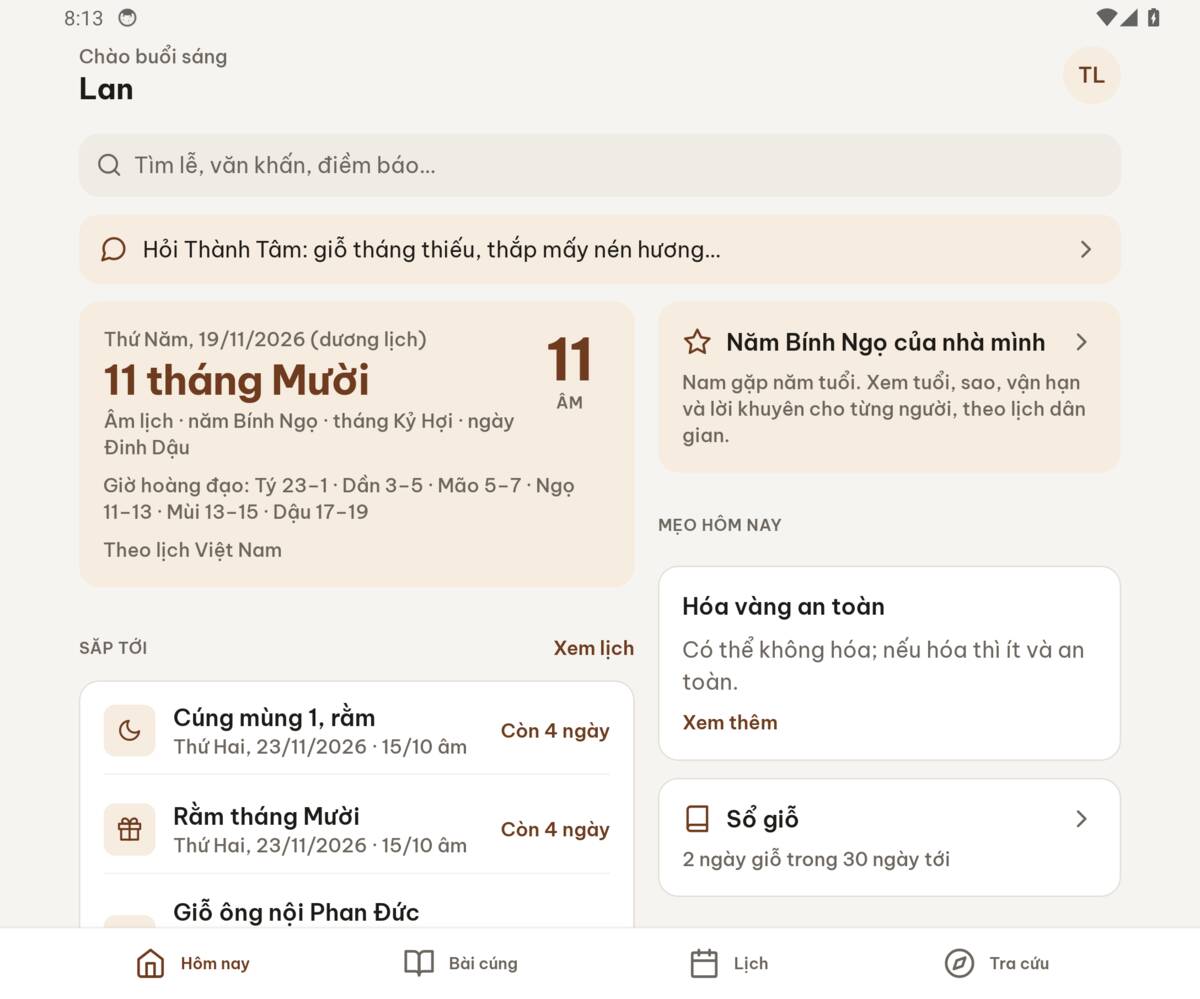 8:13
Chào buổi sáng
Lan
TL
Tìm lễ, văn khấn, điềm báo...
Hỏi Thành Tâm: giỗ tháng thiếu, thắp mấy nén hương...
Thứ Năm, 19/11/2026 (dương lịch)
11 tháng Mười
11
ÂM
Âm lịch · năm Bính Ngọ · tháng Kỷ Hợi · ngày
Đinh Dậu
Giờ hoàng đạo: Tý 23–1 · Dần 3–5 · Mão 5–7 · Ngọ
11–13 · Mùi 13–15 · Dậu 17–19
Theo lịch Việt Nam
SẮP TỚI
Xem lịch
Cúng mùng 1, rằm
Thứ Hai, 23/11/2026 · 15/10 âm
Còn 4 ngày
Rằm tháng Mười
Thứ Hai, 23/11/2026 · 15/10 âm
Còn 4 ngày
Giỗ ông nội Phan Đức
Năm Bính Ngọ của nhà mình
Nam gặp năm tuổi. Xem tuổi, sao, vận hạn
và lời khuyên cho từng người, theo lịch dân
gian.
MẸO HÔM NAY
Hóa vàng an toàn
Có thể không hóa; nếu hóa thì ít và an
toàn.
Xem thêm
Sổ giỗ
2 ngày giỗ trong 30 ngày tới
Hôm nay
Bài cúng
Lịch
Tra cứu